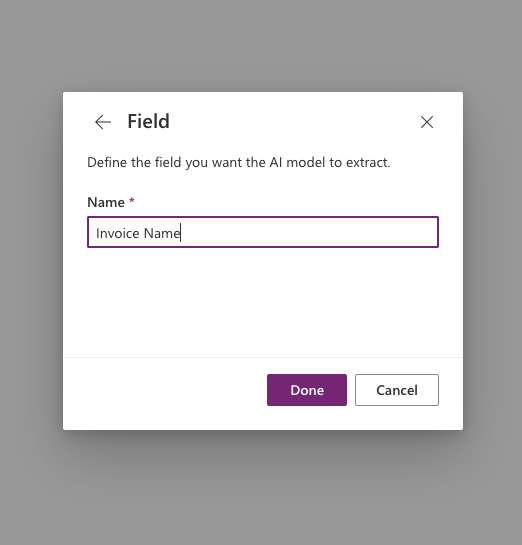 Field
Define the field you want the AI model to extract.
Name *
Invoice Name
Done
Cancel